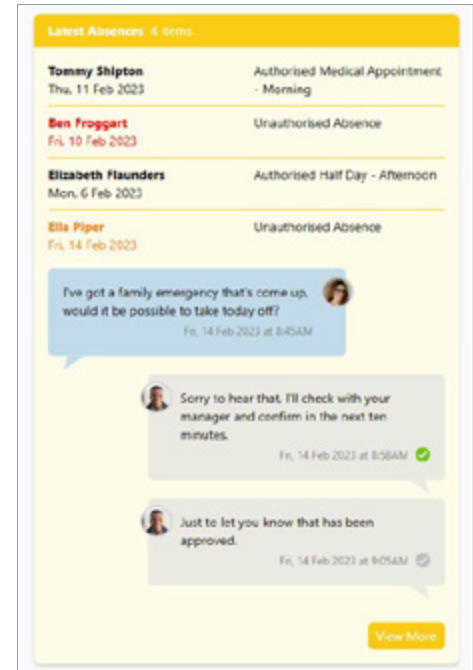 Latest Absences 4 items
Tommy Shipton Authorised Medical Appointment
Thu, 11 Feb 2023 - Morning
Ben Froggart Unauthorised Absence
Fri, 10 Feb 2023
Elizabeth Flaunders Authorised Half Day - Afternoon
Mon, 6 Feb 2023
Ella Piper Unauthorised Absence
Fri, 14 Feb 2023
I've got a family emergency that's come up,
would it be possible to take today off?
Fri, 14 Feb 2023 at 8:45AM
Sorry to hear that, I'll check with your
manager and confirm in the next ten
minutes.
Fri, 14 Feb 2023 at 8:58AM
Just to let you know that has been
approved.
Fri, 14 Feb 2023 at 9:05AM
View More